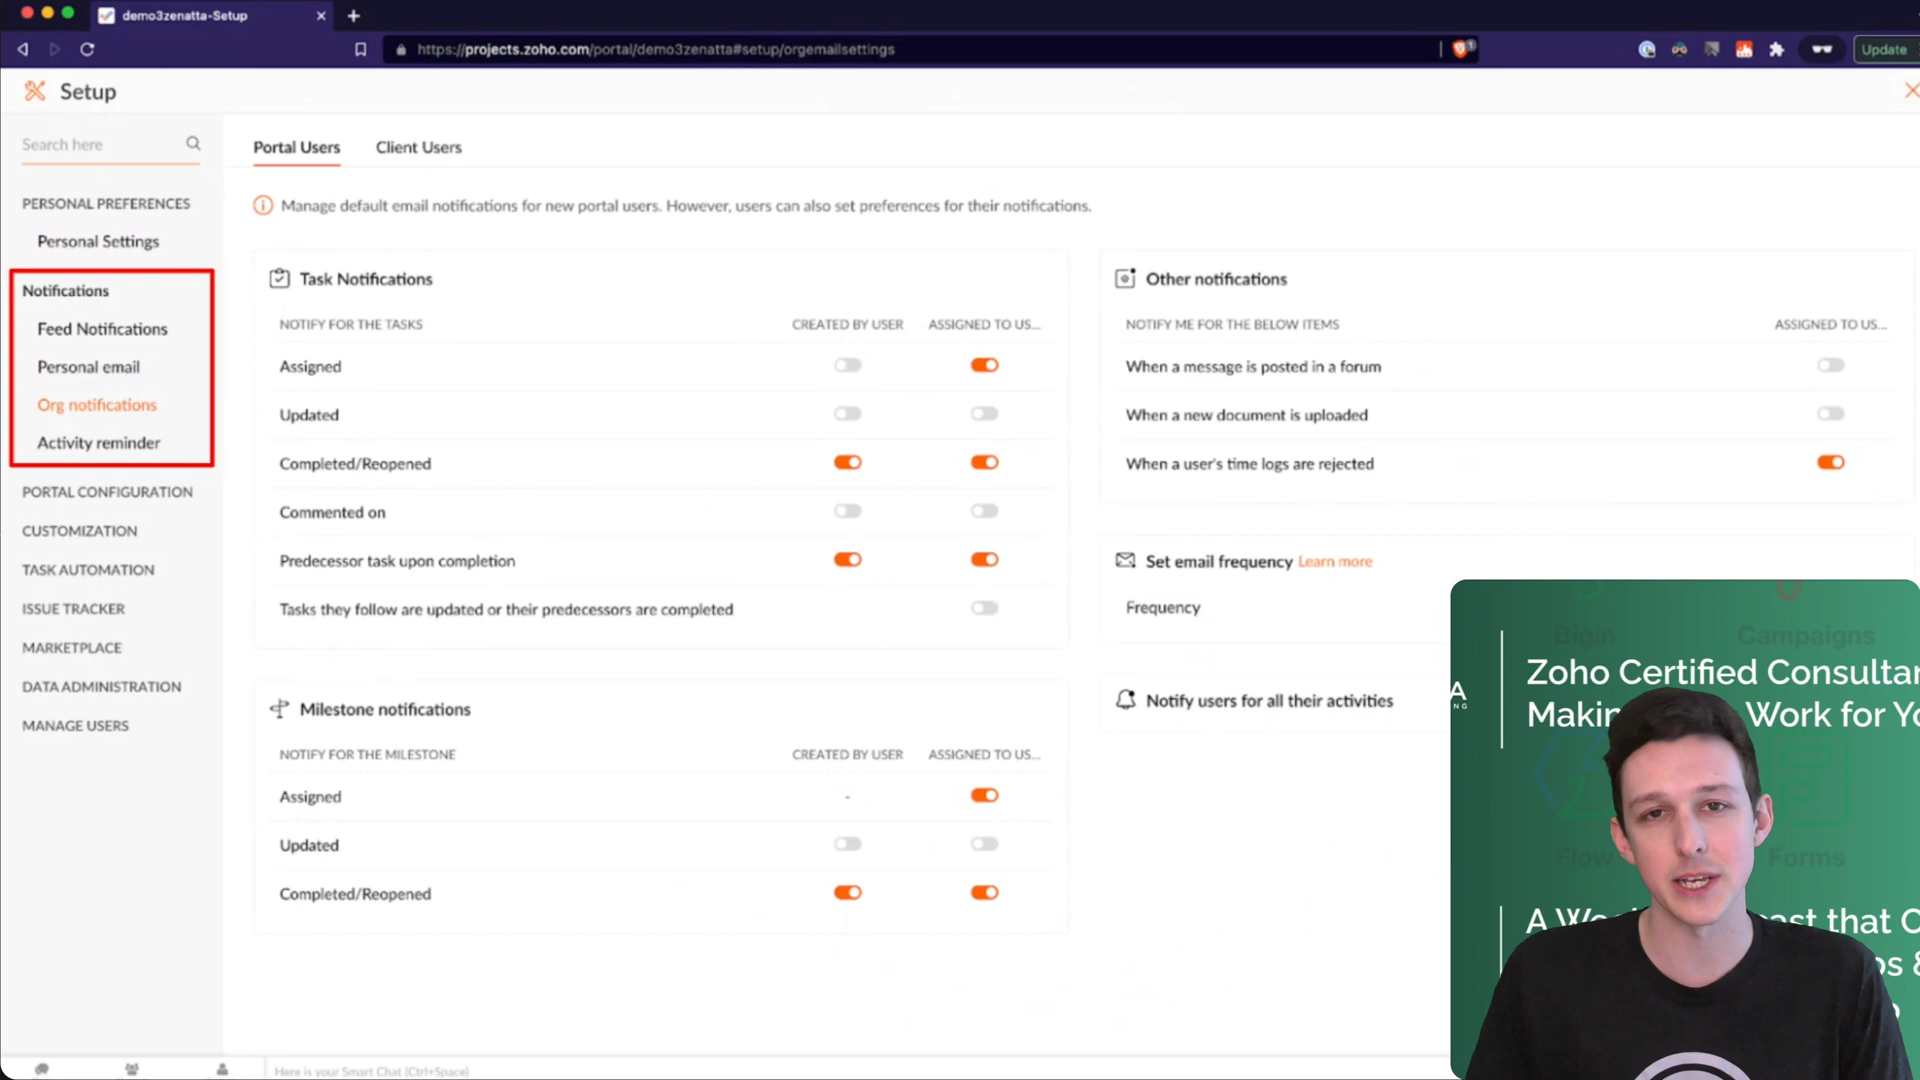 demo3zenatta-Setup
https://projects.zoho.com/portal/demo3zenatta#setup/orgemailsettings
Update
Setup
Search here
Portal Users
Client Users
PERSONAL PREFERENCES
Personal Settings
Notifications
Feed Notifications
Personal email
Org notifications
Activity reminder
PORTAL CONFIGURATION
CUSTOMIZATION
TASK AUTOMATION
ISSUE TRACKER
MARKETPLACE
DATA ADMINISTRATION
MANAGE USERS
Manage default email notifications for new portal users. However, users can also set preferences for their notifications.
Task Notifications
NOTIFY FOR THE TASKS CREATED BY USER ASSIGNED TO US...
Assigned
Updated
Completed/Reopened
Commented on
Predecessor task upon completion
Tasks they follow are updated or their predecessors are completed
Milestone notifications
NOTIFY FOR THE MILESTONE CREATED BY USER ASSIGNED TO US...
Assigned -
Updated
Completed/Reopened
Other notifications
NOTIFY ME FOR THE BELOW ITEMS ASSIGNED TO US...
When a message is posted in a forum
When a new document is uploaded
When a user's time logs are rejected
Set email frequency Learn more
Frequency
Notify users for all their activities
Bigin Campaigns
Zoho Certified Consultan
Work for Yo
Flow Forms
that
Here is your Smart Chat (Ctrl+Space)